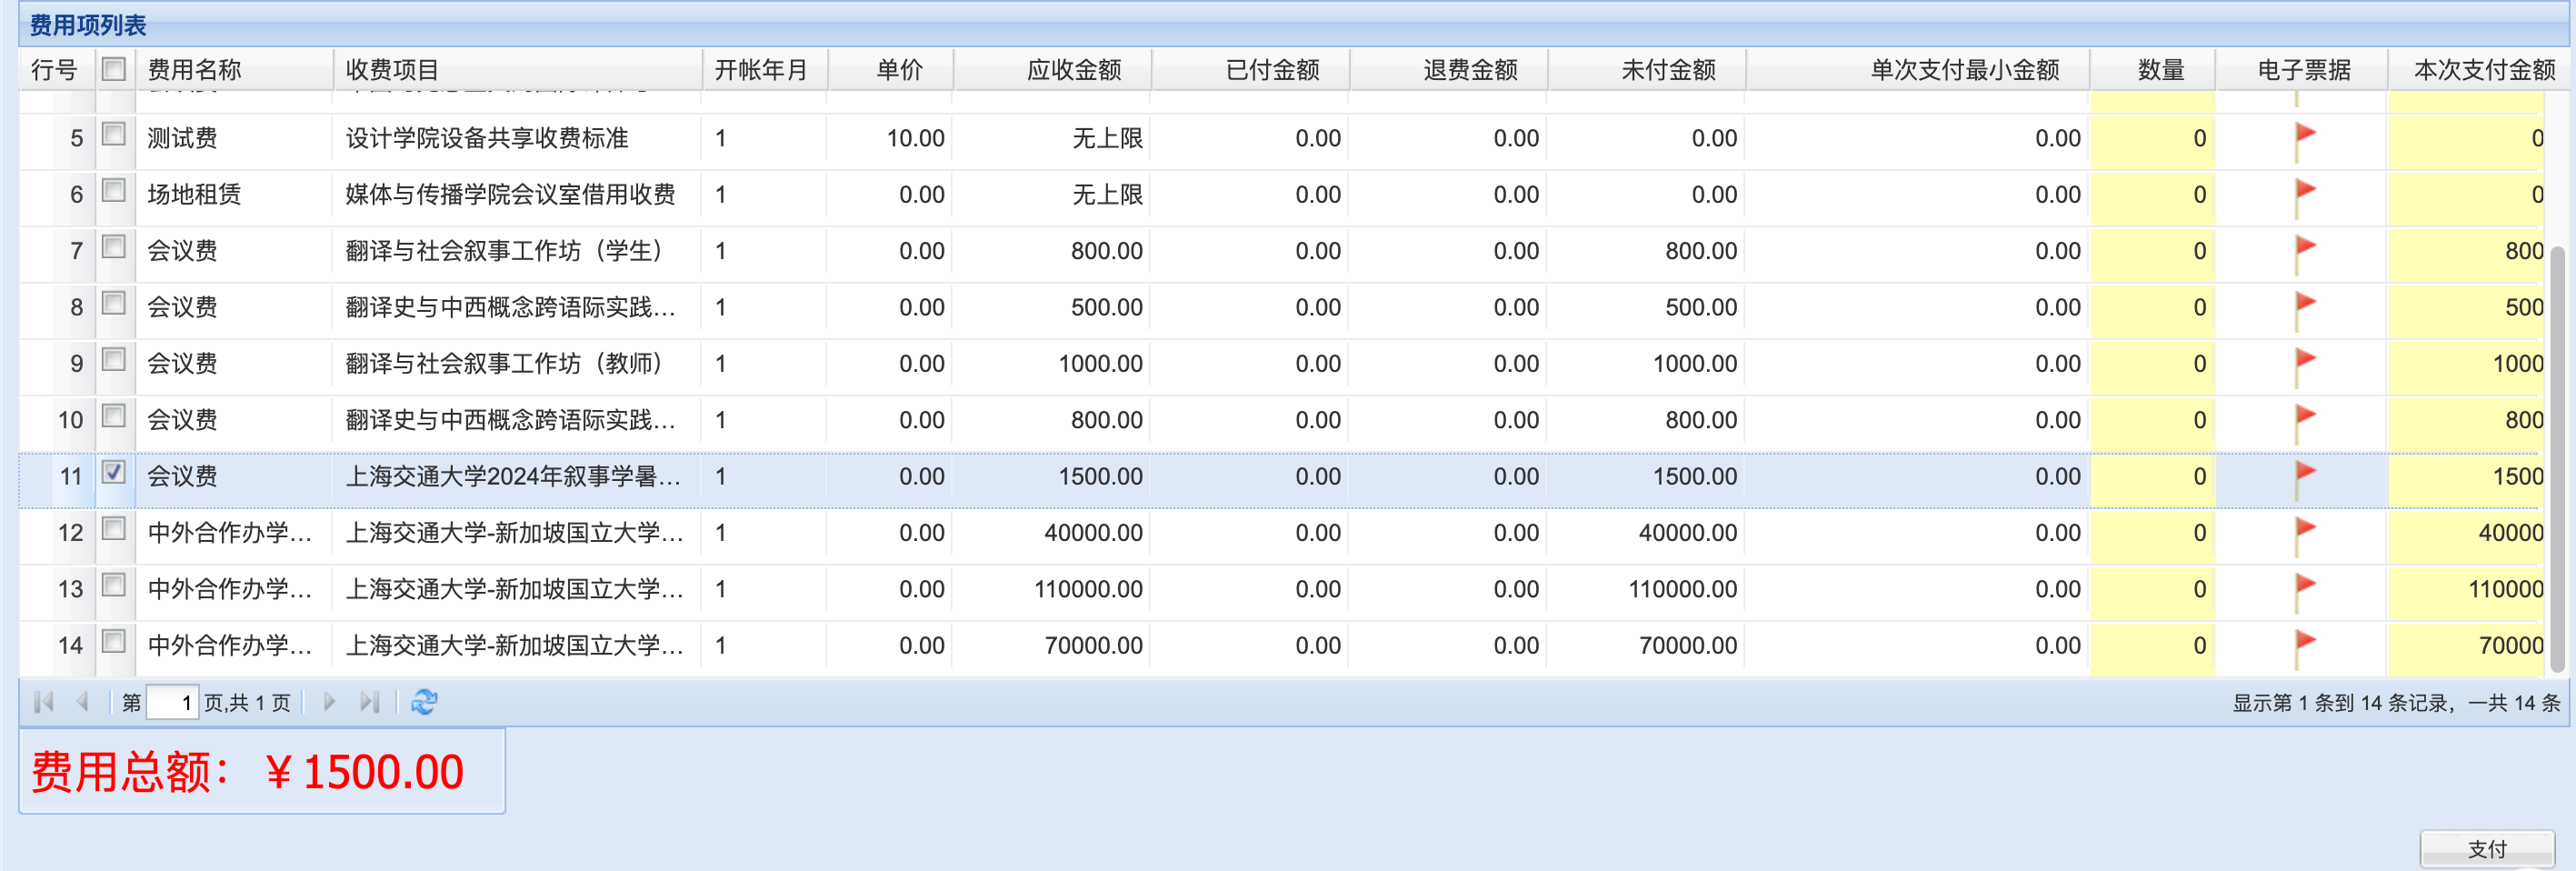 费用项列表
行号 费用名称 收费项目 开帐年月 单价 应收金额 已付金额 退费金额 未付金额 单次支付最小金额 数量 电子票据 本次支付金额
5 测试费 设计学院设备共享收费标准 1 10.00 无上限 0.00 0.00 0.00 0.00 0 0
6 场地租赁 媒体与传播学院会议室借用收费 1 0.00 无上限 0.00 0.00 0.00 0.00 0 0
7 会议费 翻译与社会叙事工作坊（学生） 1 0.00 800.00 0.00 0.00 800.00 0.00 0 800
8 会议费 翻译史与中西概念跨语际实践... 1 0.00 500.00 0.00 0.00 500.00 0.00 0 500
9 会议费 翻译与社会叙事工作坊（教师） 1 0.00 1000.00 0.00 0.00 1000.00 0.00 0 1000
10 会议费 翻译史与中西概念跨语际实践... 1 0.00 800.00 0.00 0.00 800.00 0.00 0 800
11 会议费 上海交通大学2024年叙事学暑... 1 0.00 1500.00 0.00 0.00 1500.00 0.00 0 1500
12 中外合作办学... 上海交通大学-新加坡国立大学... 1 0.00 40000.00 0.00 0.00 40000.00 0.00 0 40000
13 中外合作办学... 上海交通大学-新加坡国立大学... 1 0.00 110000.00 0.00 0.00 110000.00 0.00 0 110000
14 中外合作办学... 上海交通大学-新加坡国立大学... 1 0.00 70000.00 0.00 0.00 70000.00 0.00 0 70000
第 1 页,共 1 页 显示第 1 条到 14 条记录，一共 14 条
费用总额：￥1500.00
支付